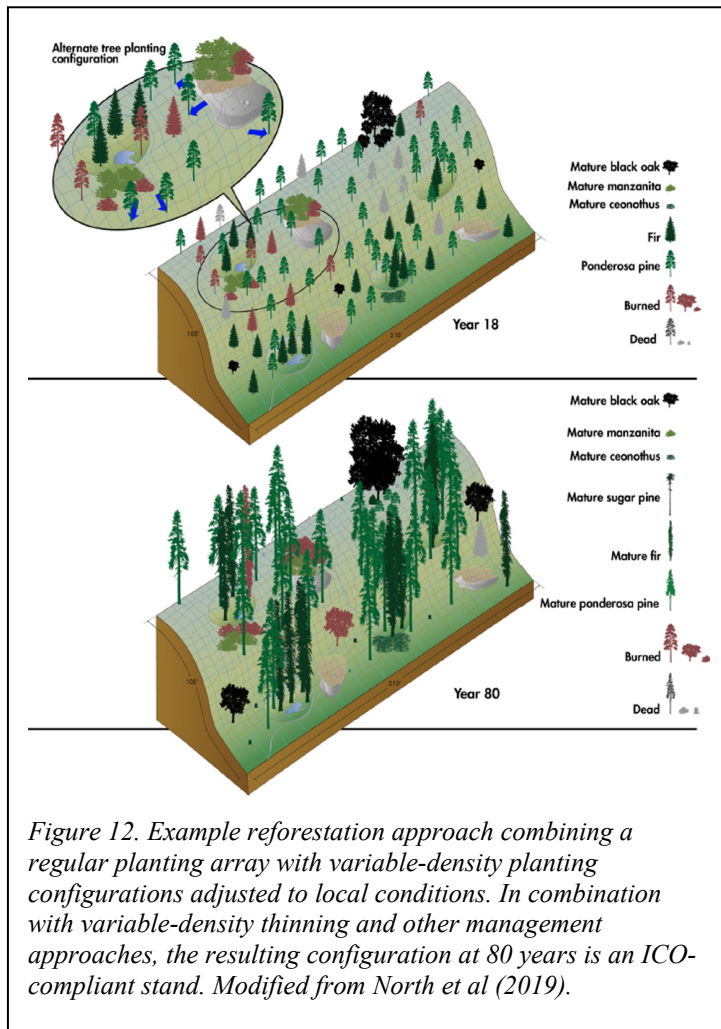 Alternate tree planting
configuration
Mature black oak
Mature manzanita
Mature ceonothus
Fir
Ponderosa pine
Burned
Dead
105'
210'
Year 18
Mature black oak
Mature manzanita
Mature ceonothus
Mature sugar pine
Mature fir
Mature ponderosa pine
Burned
Dead
105'
210'
Year 80
Figure 12. Example reforestation approach combining a
regular planting array with variable-density planting
configurations adjusted to local conditions. In combination
with variable-density thinning and other management
approaches, the resulting configuration at 80 years is an ICO-
compliant stand. Modified from North et al (2019).